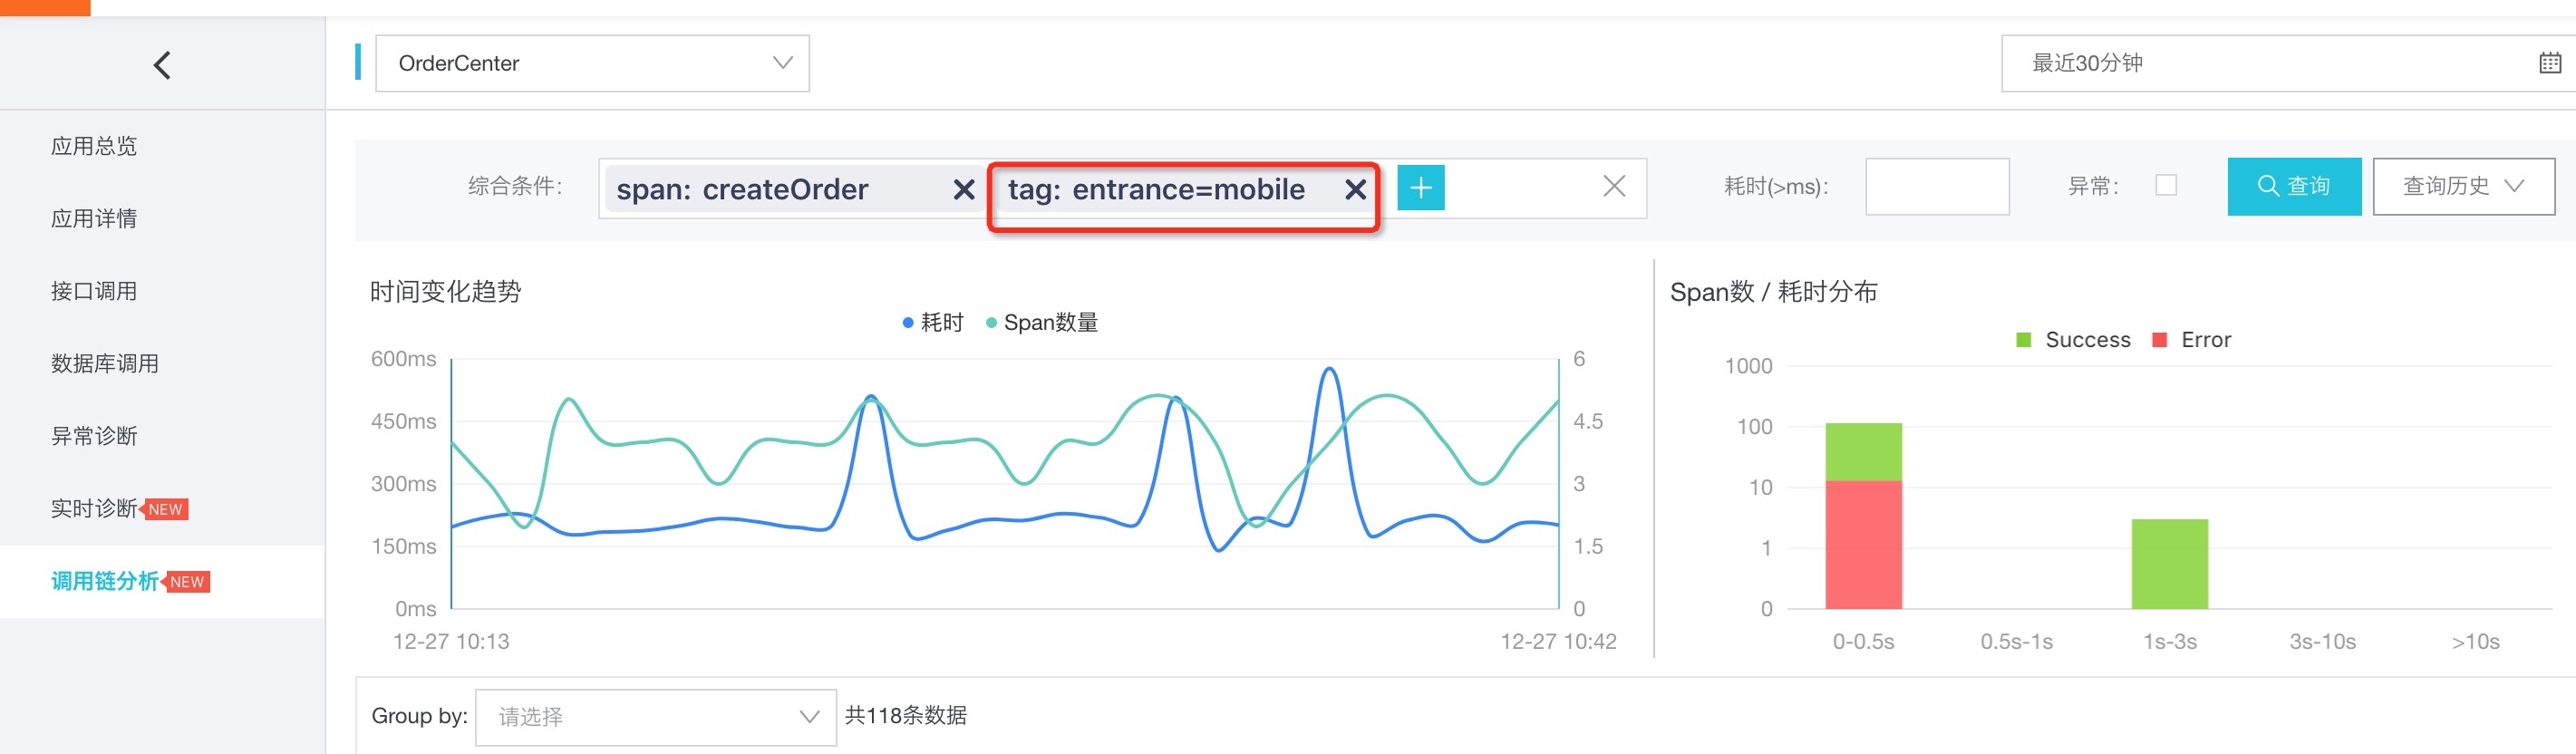 OrderCenter
最近30分钟
应用总览
应用详情
接口调用
数据库调用
异常诊断
实时诊断 NEW
调用链分析 NEW
综合条件: span: createOrder tag: entrance=mobile 耗时(>ms): 异常: 查询 查询历史
时间变化趋势
耗时 Span数量
600ms 6
450ms 4.5
300ms 3
150ms 1.5
0ms 0
12-27 10:13 12-27 10:42
Span数 / 耗时分布
Success Error
1000
100
10
1
0
0-0.5s 0.5s-1s 1s-3s 3s-10s >10s
Group by: 请选择 共118条数据